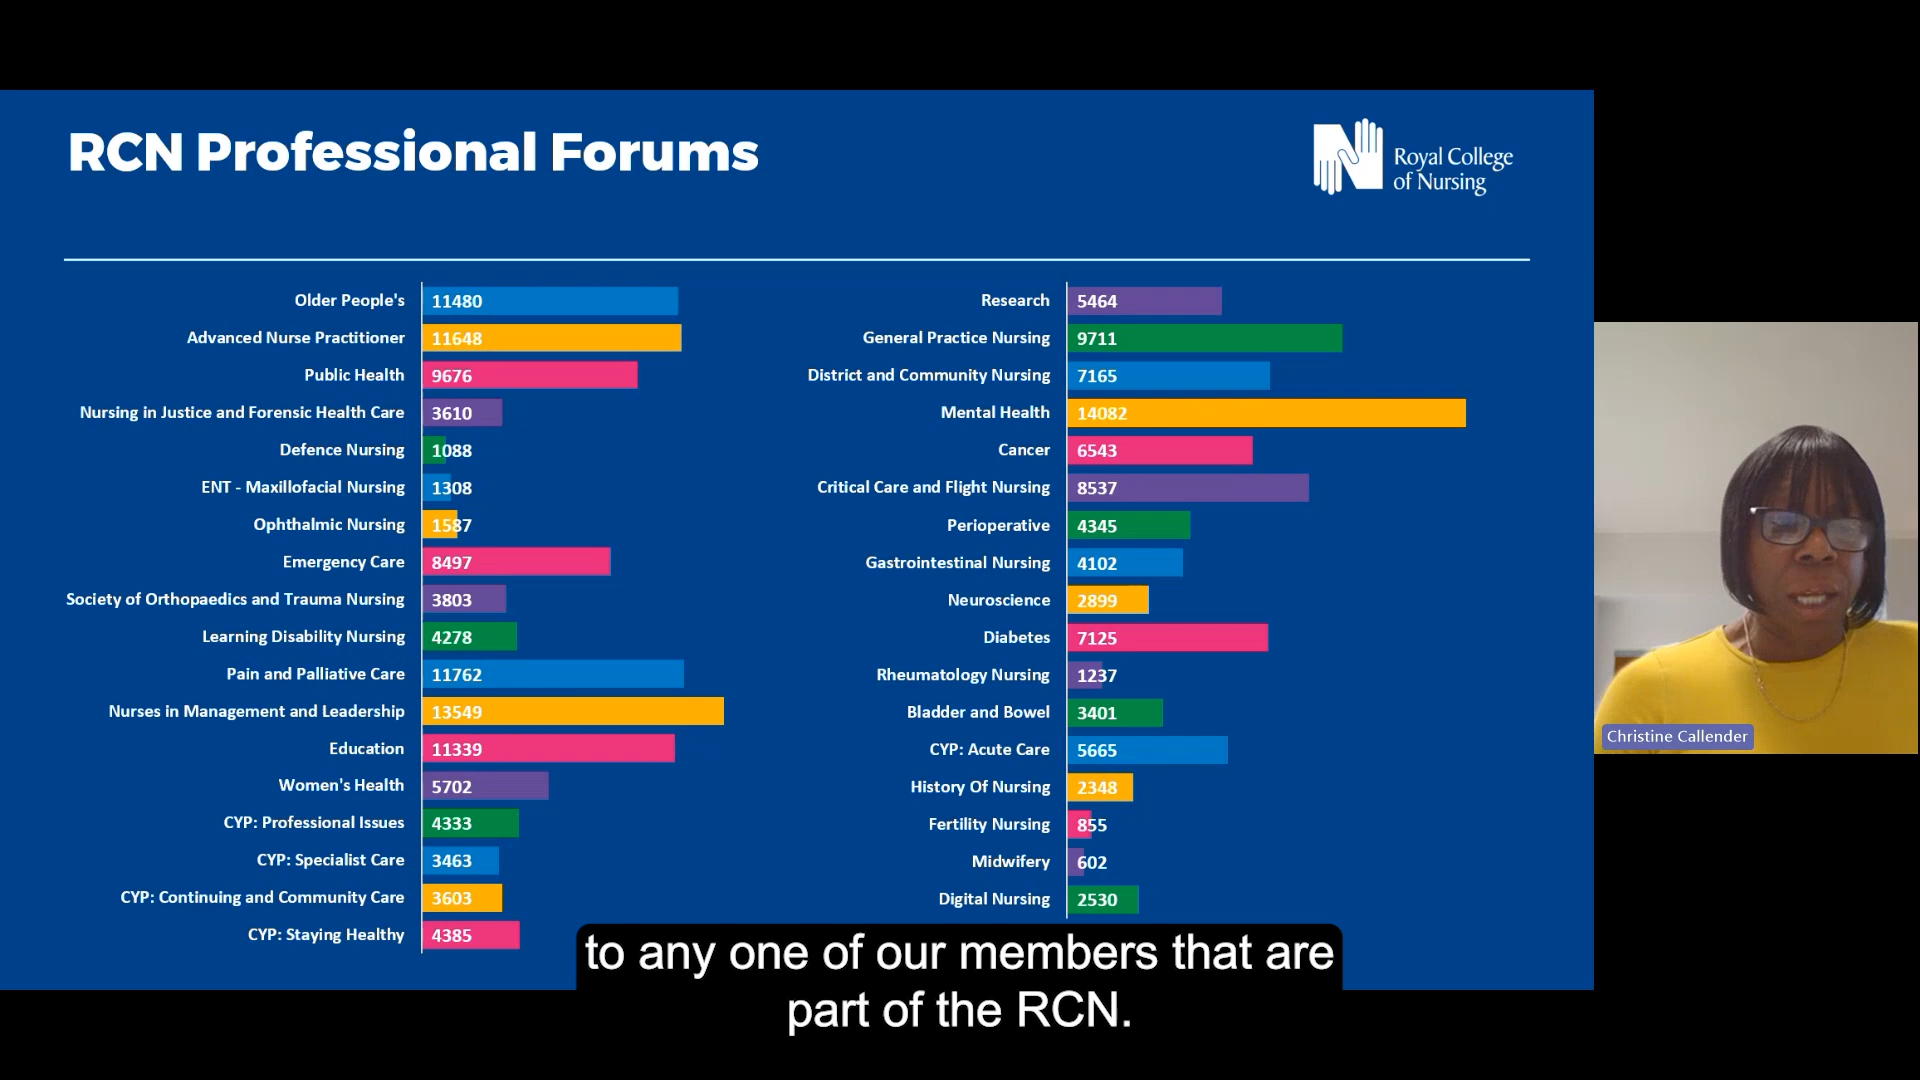 RCN Professional Forums
Royal College
of Nursing
Older People's 11480
Advanced Nurse Practitioner 11648
Public Health 9676
Nursing in Justice and Forensic Health Care 3610
Defence Nursing 1088
ENT - Maxillofacial Nursing 1308
Ophthalmic Nursing 1587
Emergency Care 8497
Society of Orthopaedics and Trauma Nursing 3803
Learning Disability Nursing 4278
Pain and Palliative Care 11762
Nurses in Management and Leadership 13549
Education 11339
Women's Health 5702
CYP: Professional Issues 4333
CYP: Specialist Care 3463
CYP: Continuing and Community Care 3603
CYP: Staying Healthy 4385
Research 5464
General Practice Nursing 9711
District and Community Nursing 7165
Mental Health 14082
Cancer 6543
Critical Care and Flight Nursing 8537
Perioperative 4345
Gastrointestinal Nursing 4102
Neuroscience 2899
Diabetes 7125
Rheumatology Nursing 1237
Bladder and Bowel 3401
CYP: Acute Care 5665
History Of Nursing 2348
Fertility Nursing 855
Midwifery 602
Digital Nursing 2530
Christine Callender
to any one of our members that are
part of the RCN.